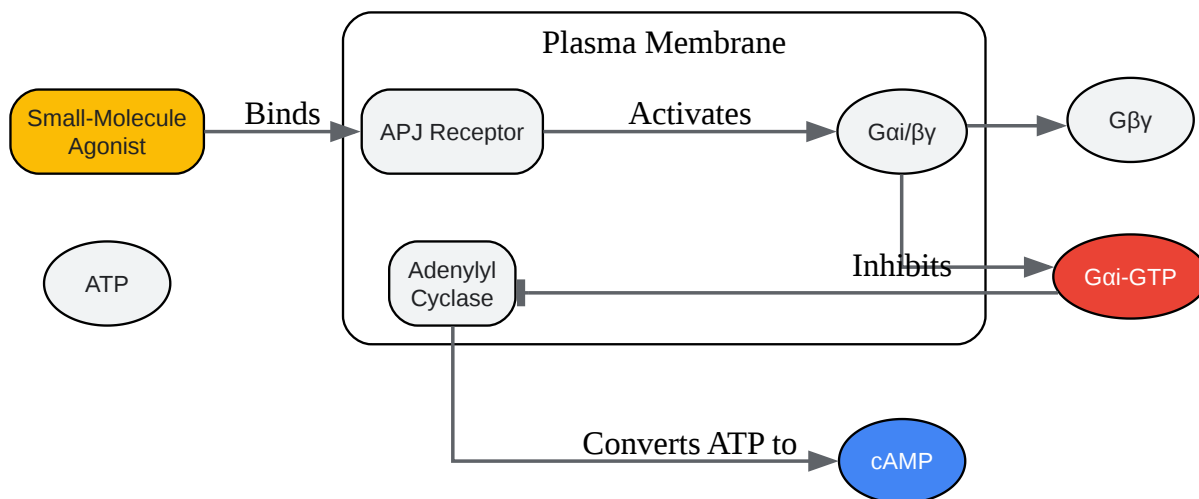 Plasma Membrane
Small-Molecule
Agonist
Binds
APJ Receptor
Activates
Gαi/βγ
Gβγ
ATP
Adenylyl
Cyclase
Inhibits
Gαi-GTP
Converts ATP to
cAMP